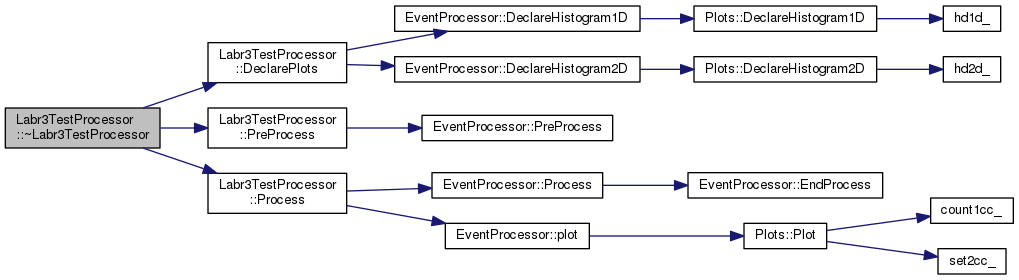 Labr3TestProcessor
::~Labr3TestProcessor
Labr3TestProcessor
::DeclarePlots
EventProcessor::DeclareHistogram1D
Plots::DeclareHistogram1D
hd1d_
EventProcessor::DeclareHistogram2D
Plots::DeclareHistogram2D
hd2d_
Labr3TestProcessor
::PreProcess
EventProcessor::PreProcess
Labr3TestProcessor
::Process
EventProcessor::Process
EventProcessor::EndProcess
EventProcessor::plot
Plots::Plot
count1cc_
set2cc_